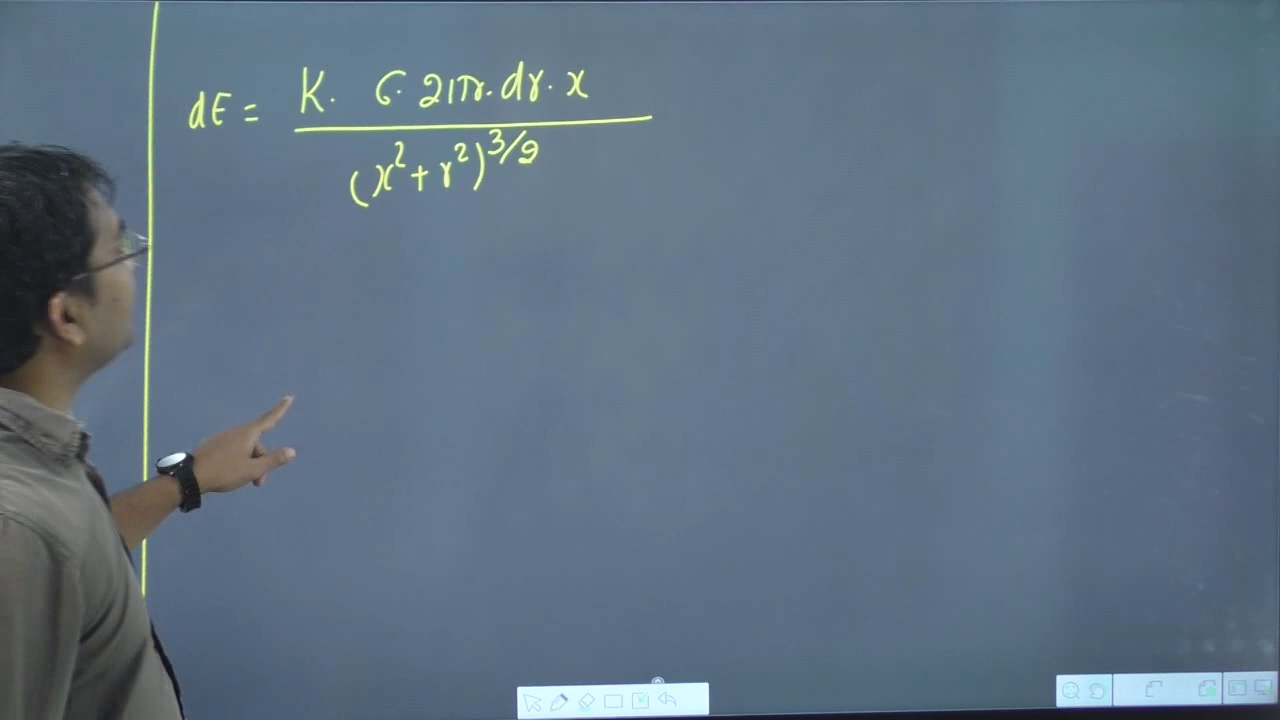 dE = K. σ. 2πr. dr. x
(x² + r²)^3/2